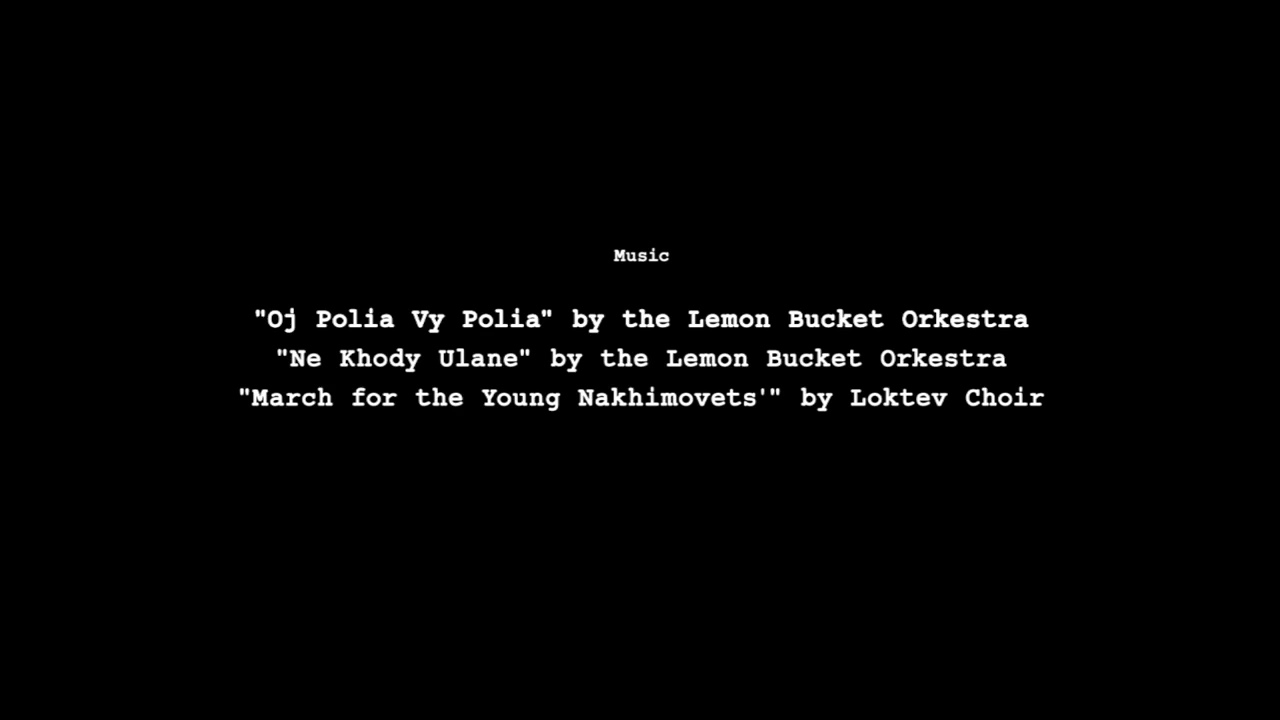 Music
"Oj Polia Vy Polia" by the Lemon Bucket Orkestra
"Ne Khody Ulane" by the Lemon Bucket Orkestra
"March for the Young Nakhimovets'" by Loktev Choir